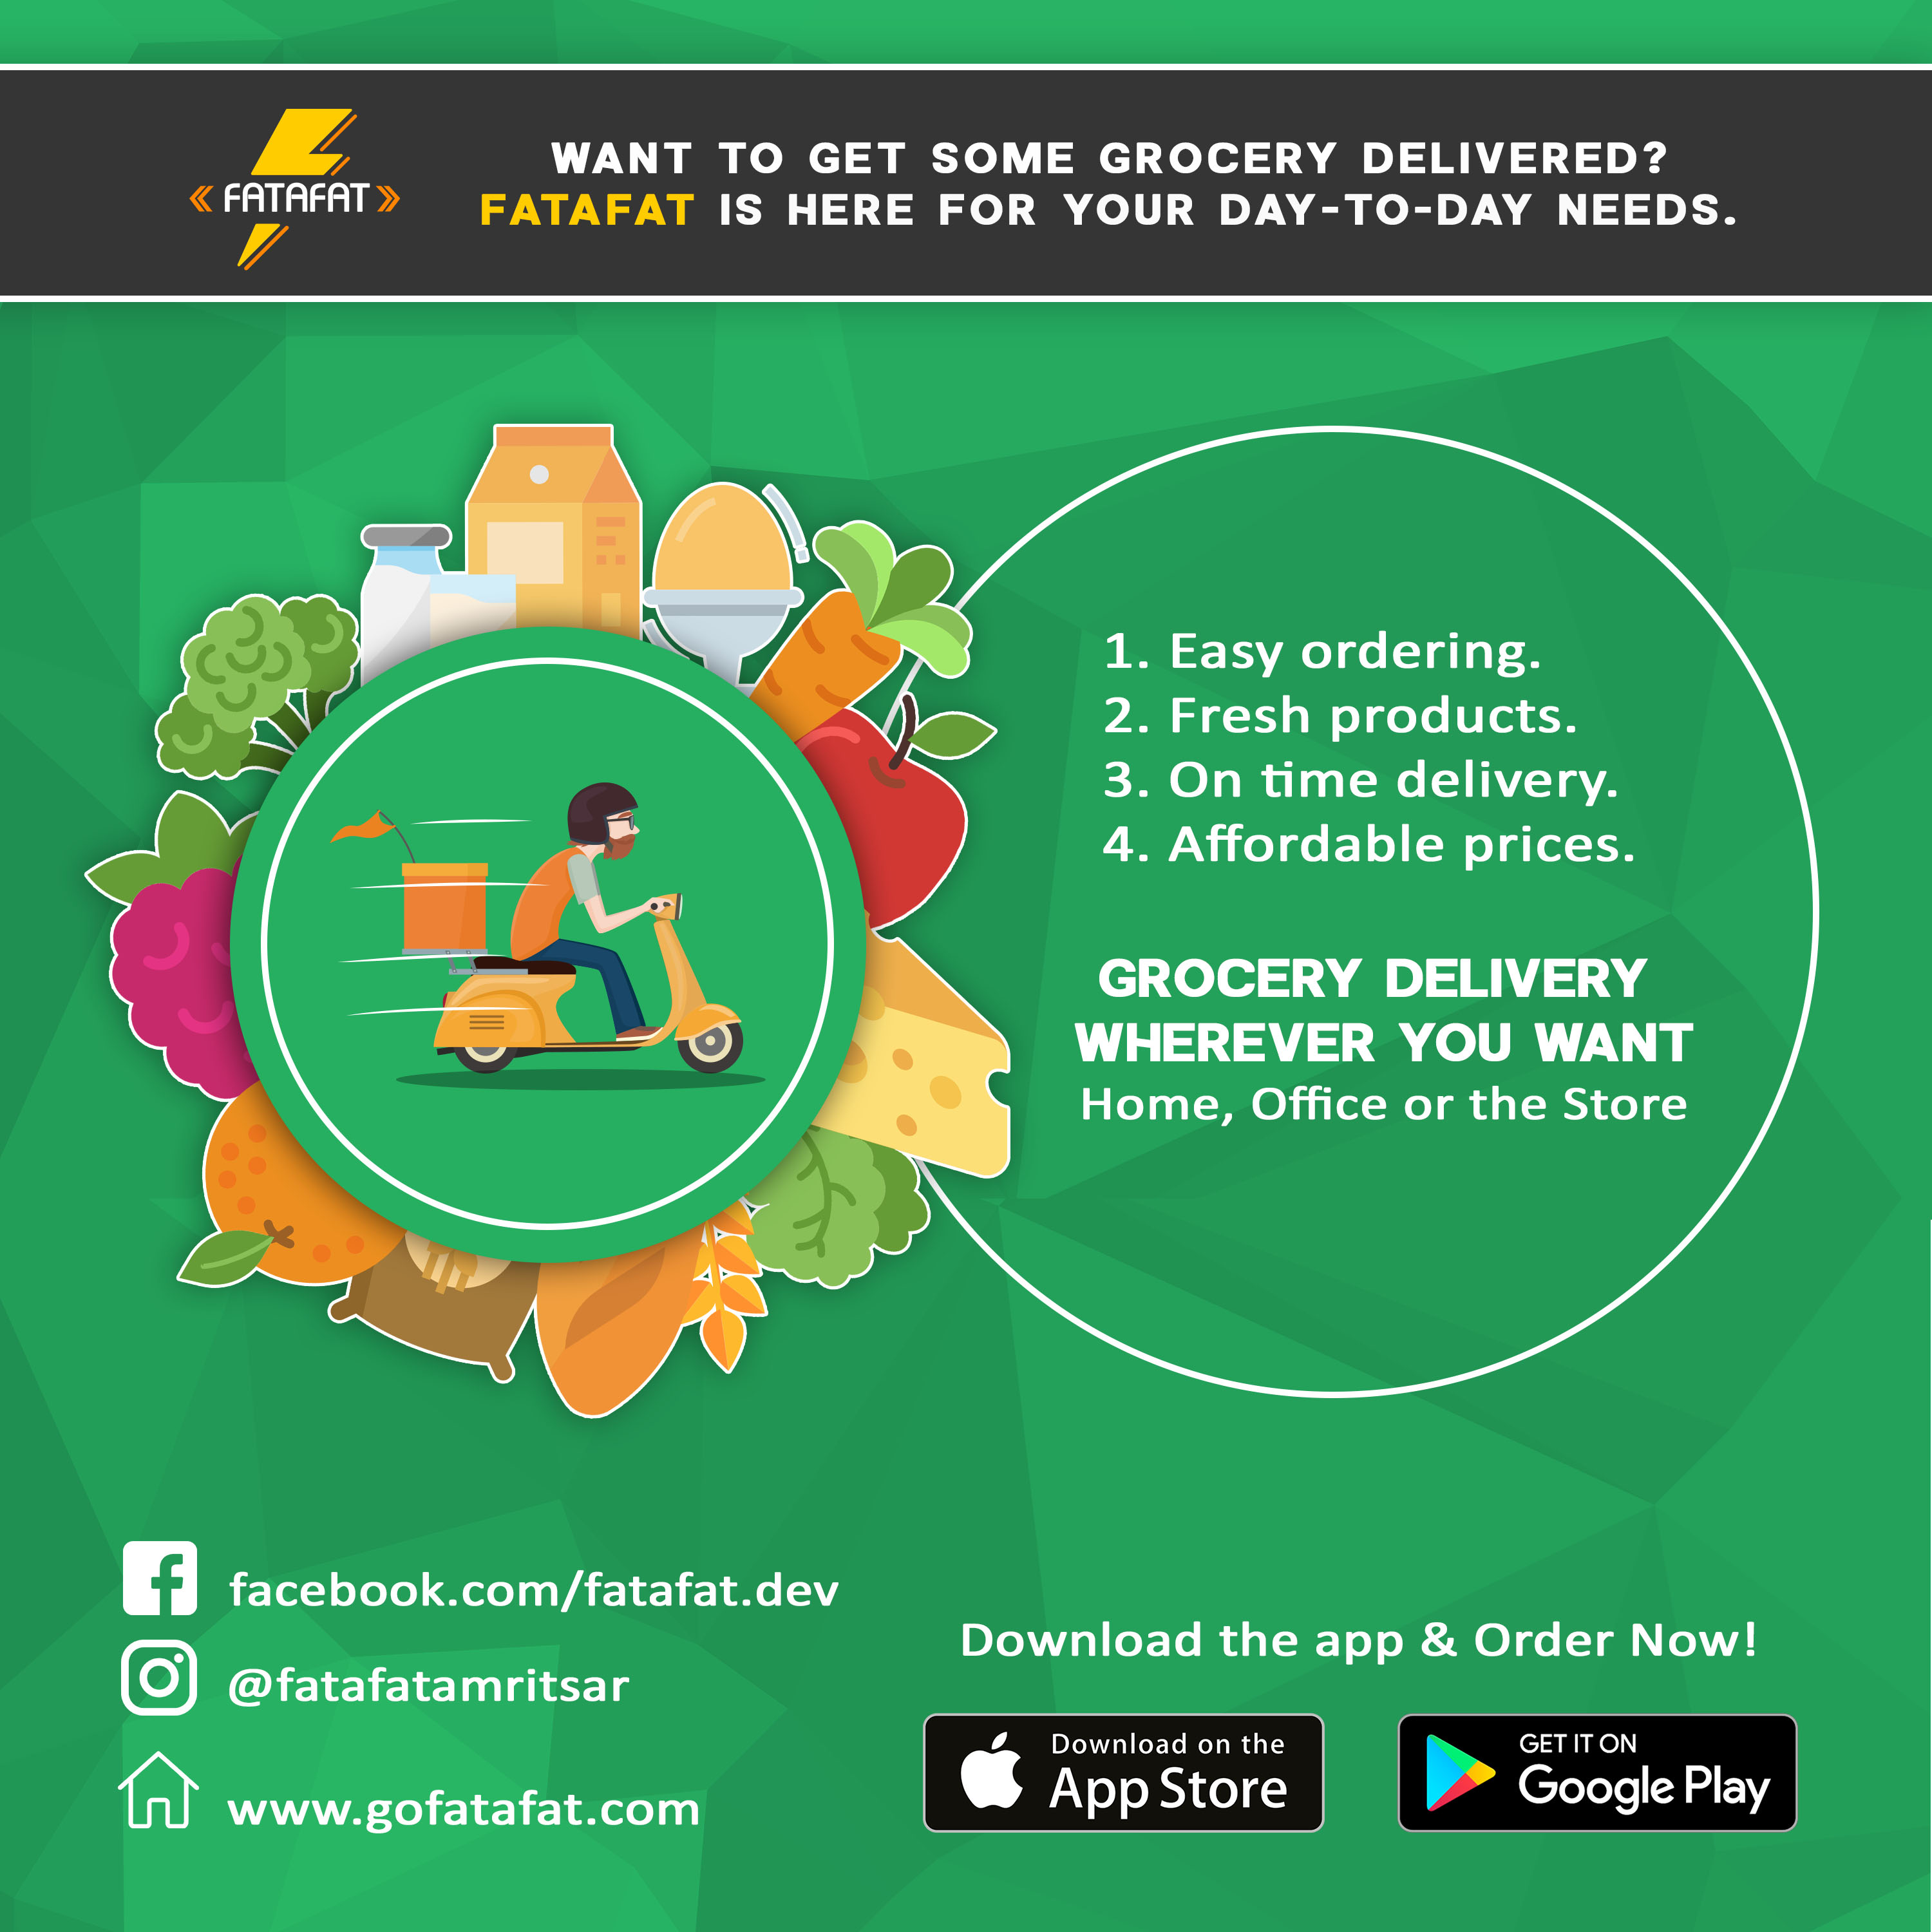 FATAFAT
WANT TO GET SOME GROCERY DELIVERED?
FATAFAT IS HERE FOR YOUR DAY-TO-DAY NEEDS.
1. Easy ordering.
2. Fresh products.
3. On time delivery.
4. Affordable prices.
GROCERY DELIVERY
WHEREVER YOU WANT
Home, Office or the Store
facebook.com/fatafat.dev
@fatafatamritsar
www.gofatafat.com
Download the app & Order Now!
Download on the
App Store
GET IT ON
Google Play